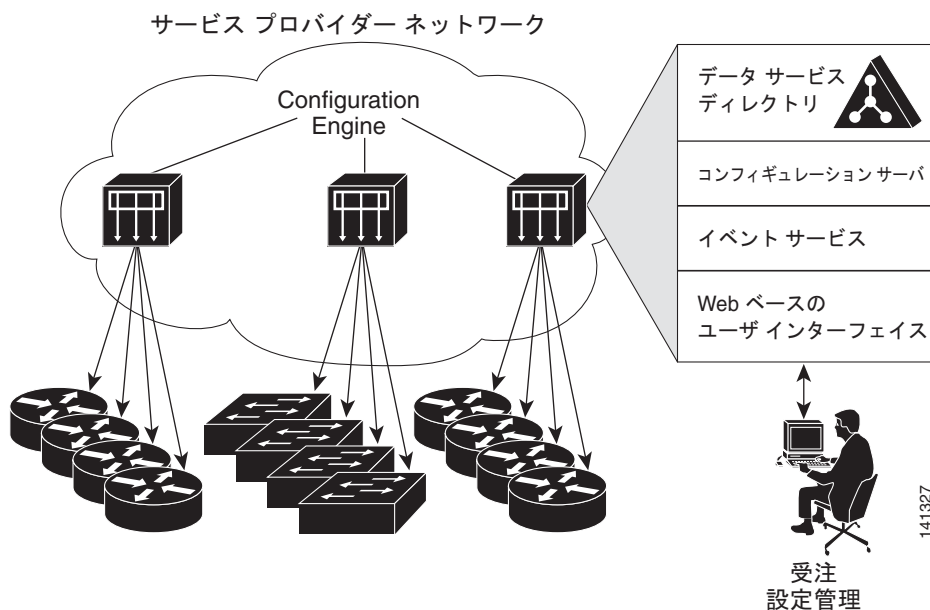 サービス プロバイダー ネットワーク
Configuration
Engine
データ サービス
ディレクトリ
コンフィギュレーション サーバ
イベント サービス
Web ベースの
ユーザ インターフェイス
141327
受注
設定管理